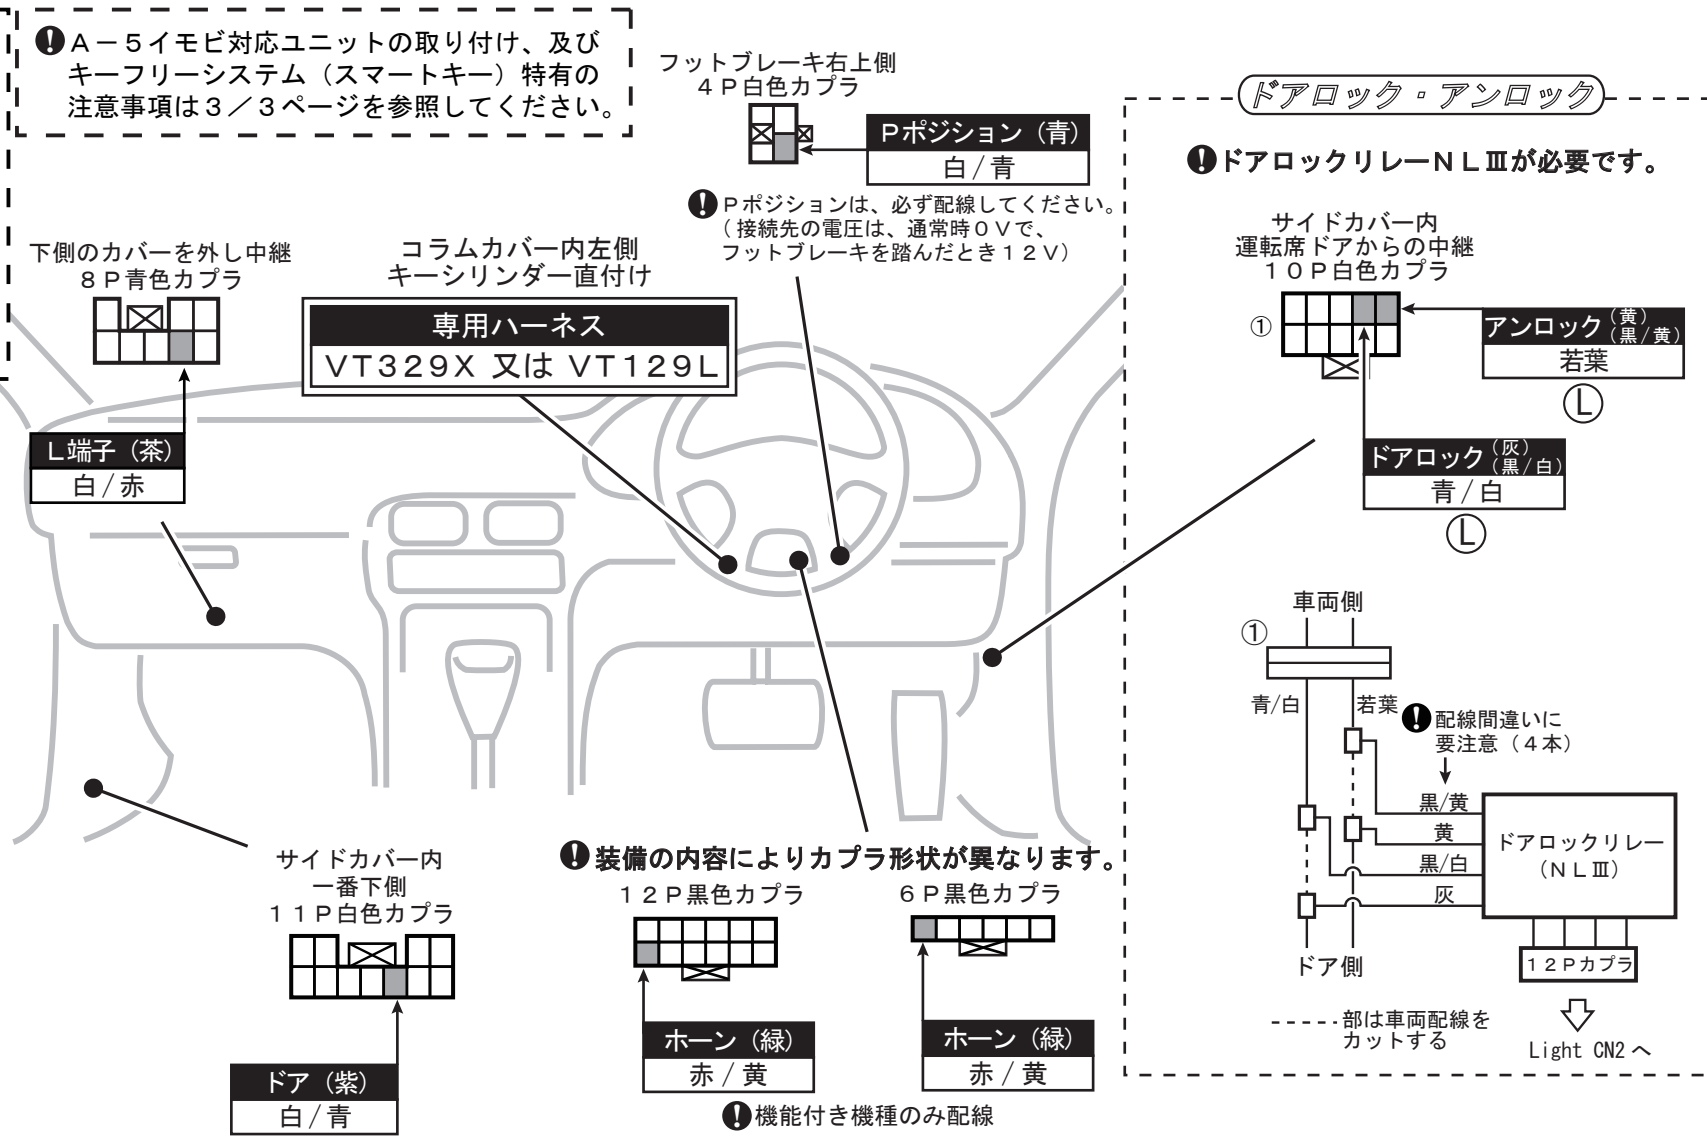 ！Ａ－５イモビ対応ユニットの取り付け、及び
キーフリーシステム（スマートキー）特有の
注意事項は３／３ページを参照してください。
フットブレーキ右上側
４Ｐ白色カプラ
Ｐポジション（青）
白/青
！Ｐポジションは、必ず配線してください。
（接続先の電圧は、通常時０Ｖで、
フットブレーキを踏んだとき１２Ｖ）
下側のカバーを外し中継
８Ｐ青色カプラ
Ｌ端子（茶）
白/赤
コラムカバー内左側
キーシリンダー直付け
専用ハーネス
ＶＴ３２９Ｘ 又は ＶＴ１２９Ｌ
サイドカバー内
一番下側
１１Ｐ白色カプラ
ドア（紫）
白/青
！装備の内容によりカプラ形状が異なります。
１２Ｐ黒色カプラ
６Ｐ黒色カプラ
ホーン（緑）
赤/黄
ホーン（緑）
赤/黄
！機能付き機種のみ配線
ドアロック・アンロック
！ドアロックリレーＮＬⅢが必要です。
サイドカバー内
運転席ドアからの中継
１０Ｐ白色カプラ
①
アンロック（黄）（黒/黄）
若葉
Ⓛ
ドアロック（灰）（黒/白）
青/白
Ⓛ
車両側
①
青/白
若葉
！配線間違いに
要注意（４本）
黒/黄
黄
黒/白
灰
ドアロックリレー
（ＮＬⅢ）
ドア側
１２Ｐカプラ
-----部は車両配線を
カットする
Light CN2 へ